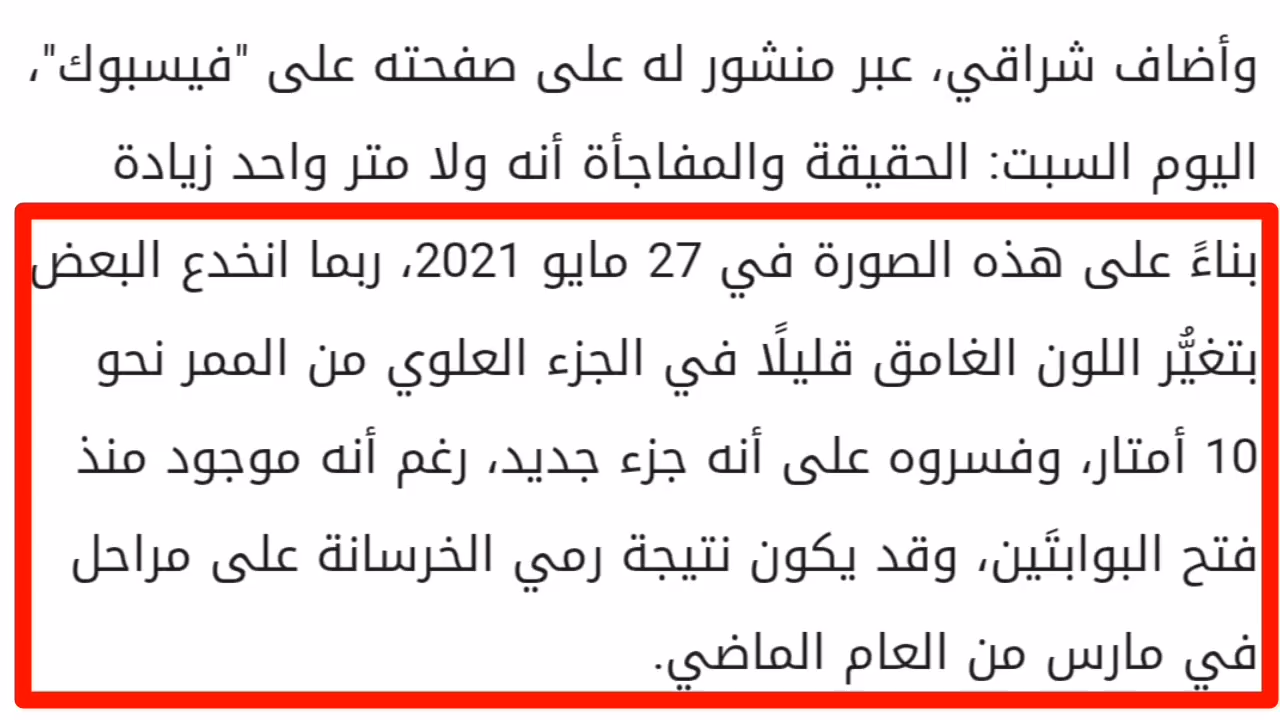 وأضاف شراقي، عبر منشور له على صفحته على "فيسبوك"،
اليوم السبت: الحقيقة والمفاجأة أنه ولا متر واحد زيادة
بناءً على هذه الصورة في 27 مايو 2021، ربما انخدع البعض
بتغيُّر اللون الغامق قليلًا في الجزء العلوي من الممر نحو
10 أمتار، وفسروه على أنه جزء جديد، رغم أنه موجود منذ
فتح البوابتَين، وقد يكون نتيجة رمي الخرسانة على مراحل
في مارس من العام الماضي.